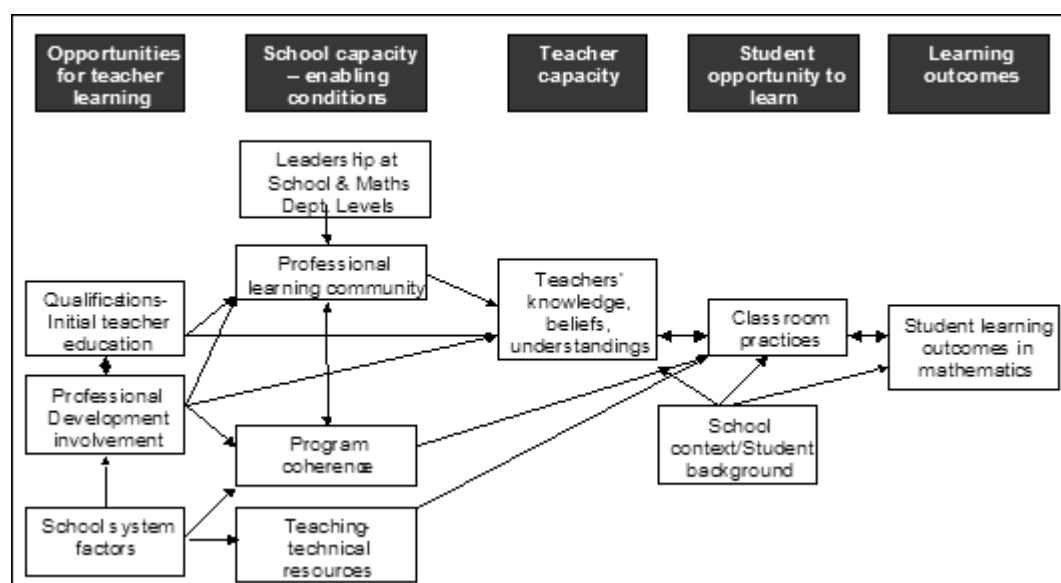 Opportunities
for teacher
learning
School capacity
– enabling
conditions
Teacher
capacity
Student
opportunity to
learn
Learning
outcomes
Leadership at
School & Maths
Dept. Levels
Professional
learning community
Qualifications-
Initial teacher
education
Teachers'
knowledge,
beliefs,
understandings
Classroom
practices
Student learning
outcomes in
mathematics
Professional
Development
involvement
Program
coherence
School
context/Student
background
School system
factors
Teaching-
technical
resources